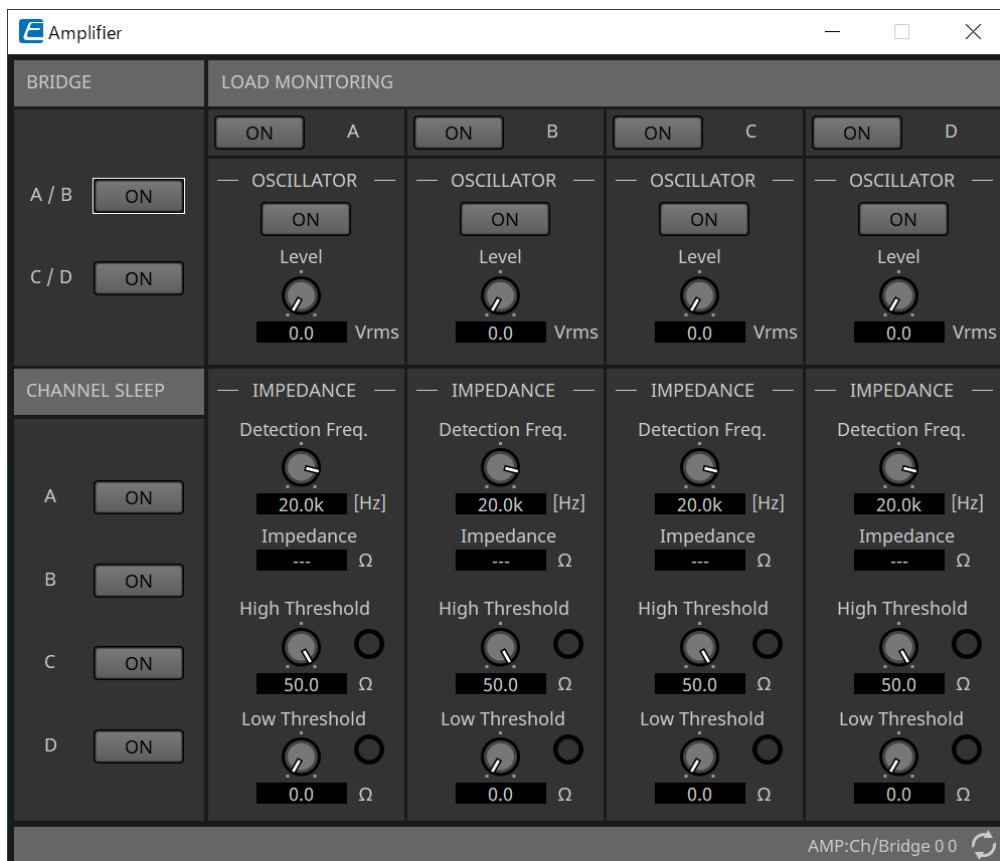 Amplifier
BRIDGE
LOAD MONITORING
ON A ON B ON C ON D
A / B ON
C / D ON
OSCILLATOR OSCILLATOR OSCILLATOR OSCILLATOR
ON ON ON ON
Level Level Level Level
0.0 Vrms 0.0 Vrms 0.0 Vrms 0.0 Vrms
CHANNEL SLEEP
A ON
B ON
C ON
D ON
IMPEDANCE IMPEDANCE IMPEDANCE IMPEDANCE
Detection Freq. Detection Freq. Detection Freq. Detection Freq.
20.0k [Hz] 20.0k [Hz] 20.0k [Hz] 20.0k [Hz]
Impedance Impedance Impedance Impedance
--- Ω --- Ω --- Ω --- Ω
High Threshold High Threshold High Threshold High Threshold
50.0 Ω 50.0 Ω 50.0 Ω 50.0 Ω
Low Threshold Low Threshold Low Threshold Low Threshold
0.0 Ω 0.0 Ω 0.0 Ω 0.0 Ω
AMP:Ch/Bridge 0 0